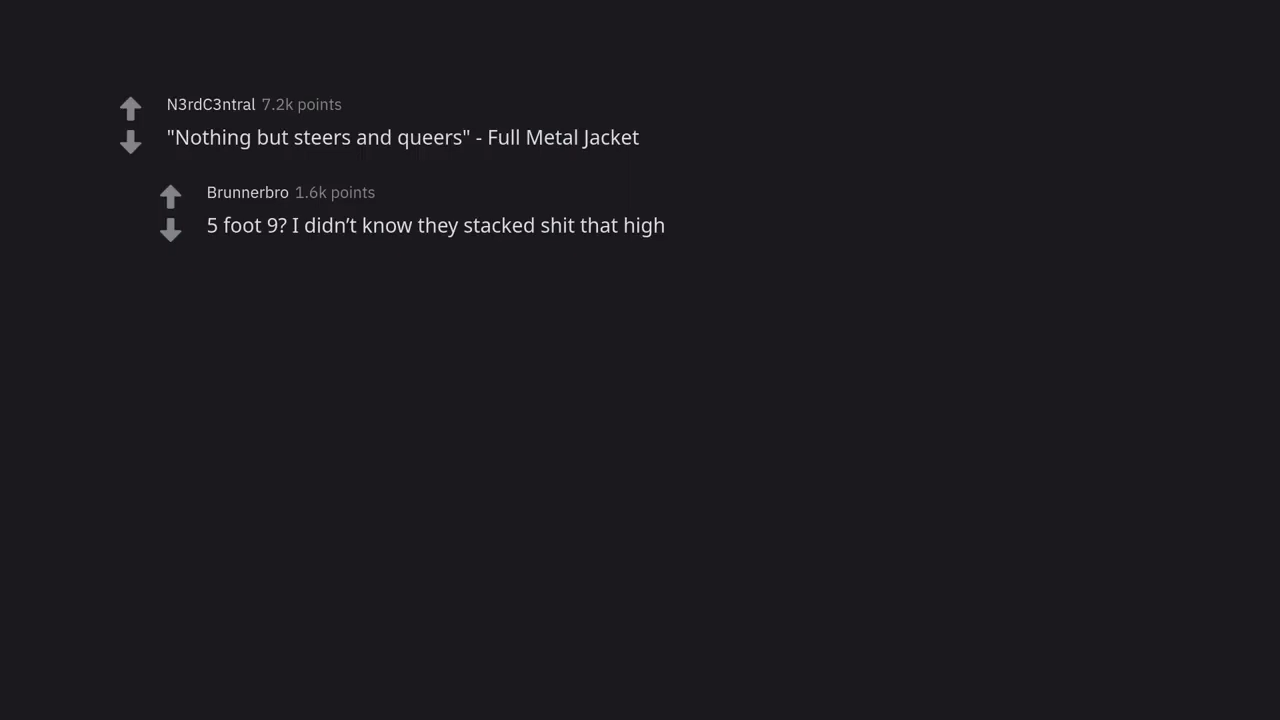 N3rdC3ntral 7.2k points
"Nothing but steers and queers" - Full Metal Jacket
Brunnerbro 1.6k points
5 foot 9? I didn’t know they stacked shit that high